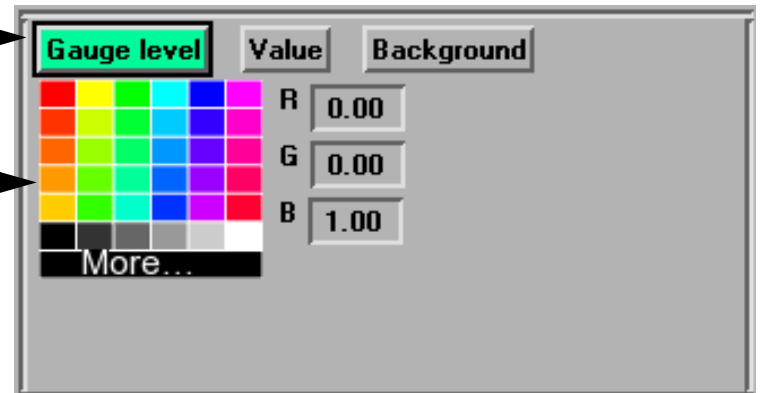 Gauge level Value Background
R 0.00
G 0.00
B 1.00
More...